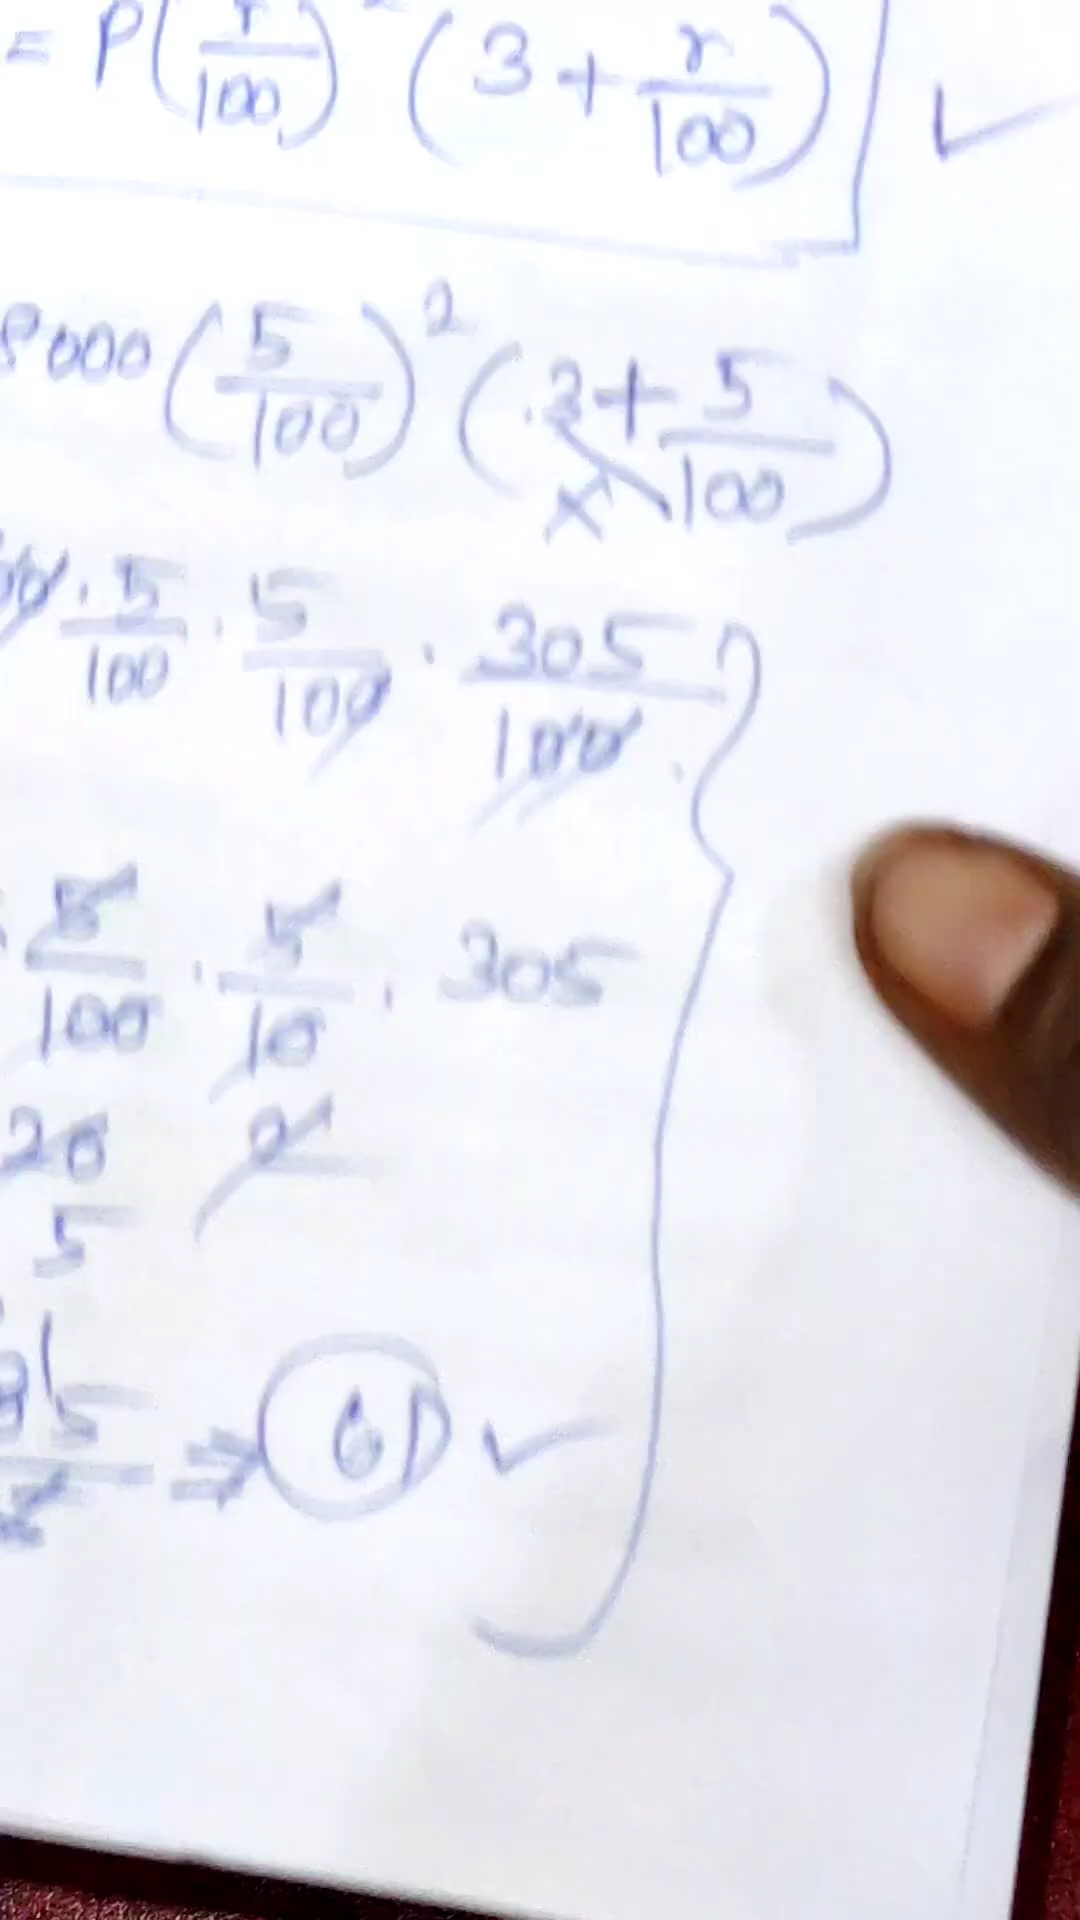 = P(r/100)² (3 + r/100) ✓
8000 (5/100)² (3 + 5/100)
5/100 . 5/100 . 305/100
5/100 . 5/10 . 305
20 2
5
⇒ 61 ✓